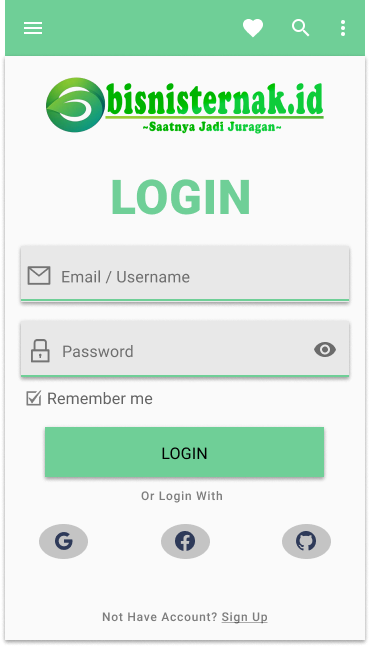 bisnisternak.id
~Saatnya Jadi Juragan~
LOGIN
Email / Username
Password
Remember me
LOGIN
Or Login With
Not Have Account? Sign Up